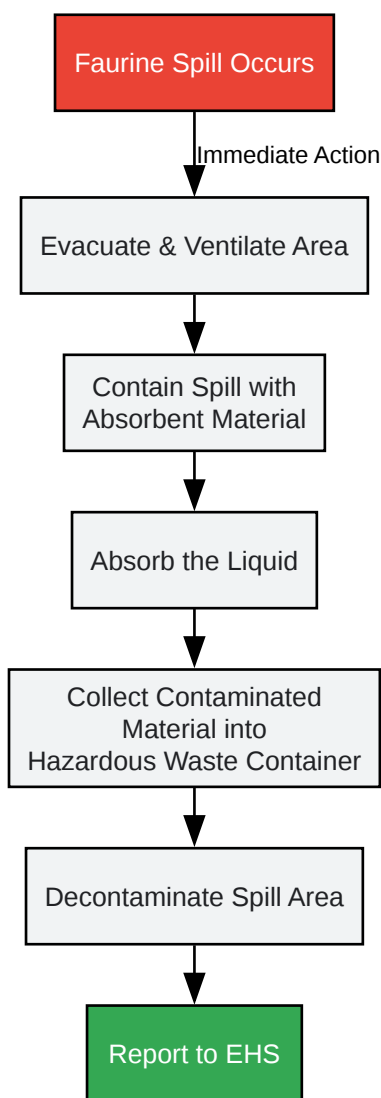 Faurine Spill Occurs
Immediate Action
Evacuate & Ventilate Area
Contain Spill with
Absorbent Material
Absorb the Liquid
Collect Contaminated
Material into
Hazardous Waste Container
Decontaminate Spill Area
Report to EHS